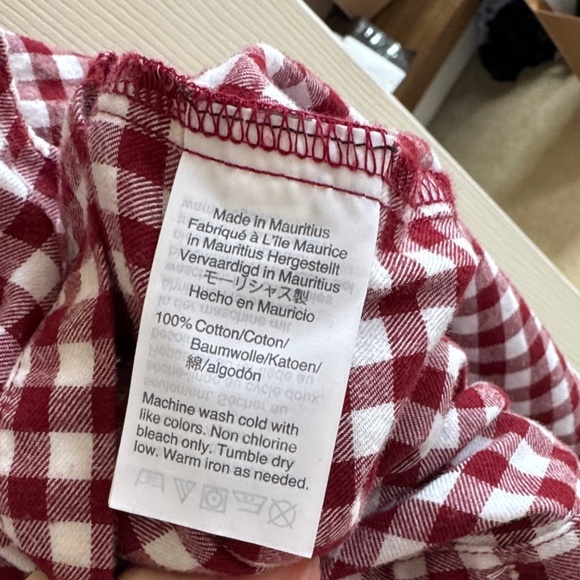 Made in Mauritius
Fabriqué à L'île Maurice
in Mauritius Hergestellt
Vervaardigd in Mauritius
モーリシャス製
Hecho en Mauricio
100% Cotton/Coton/
Baumwolle/Katoen/
綿/algodón
Machine wash cold with
like colors. Non chlorine
bleach only. Tumble dry
low. Warm iron as needed.